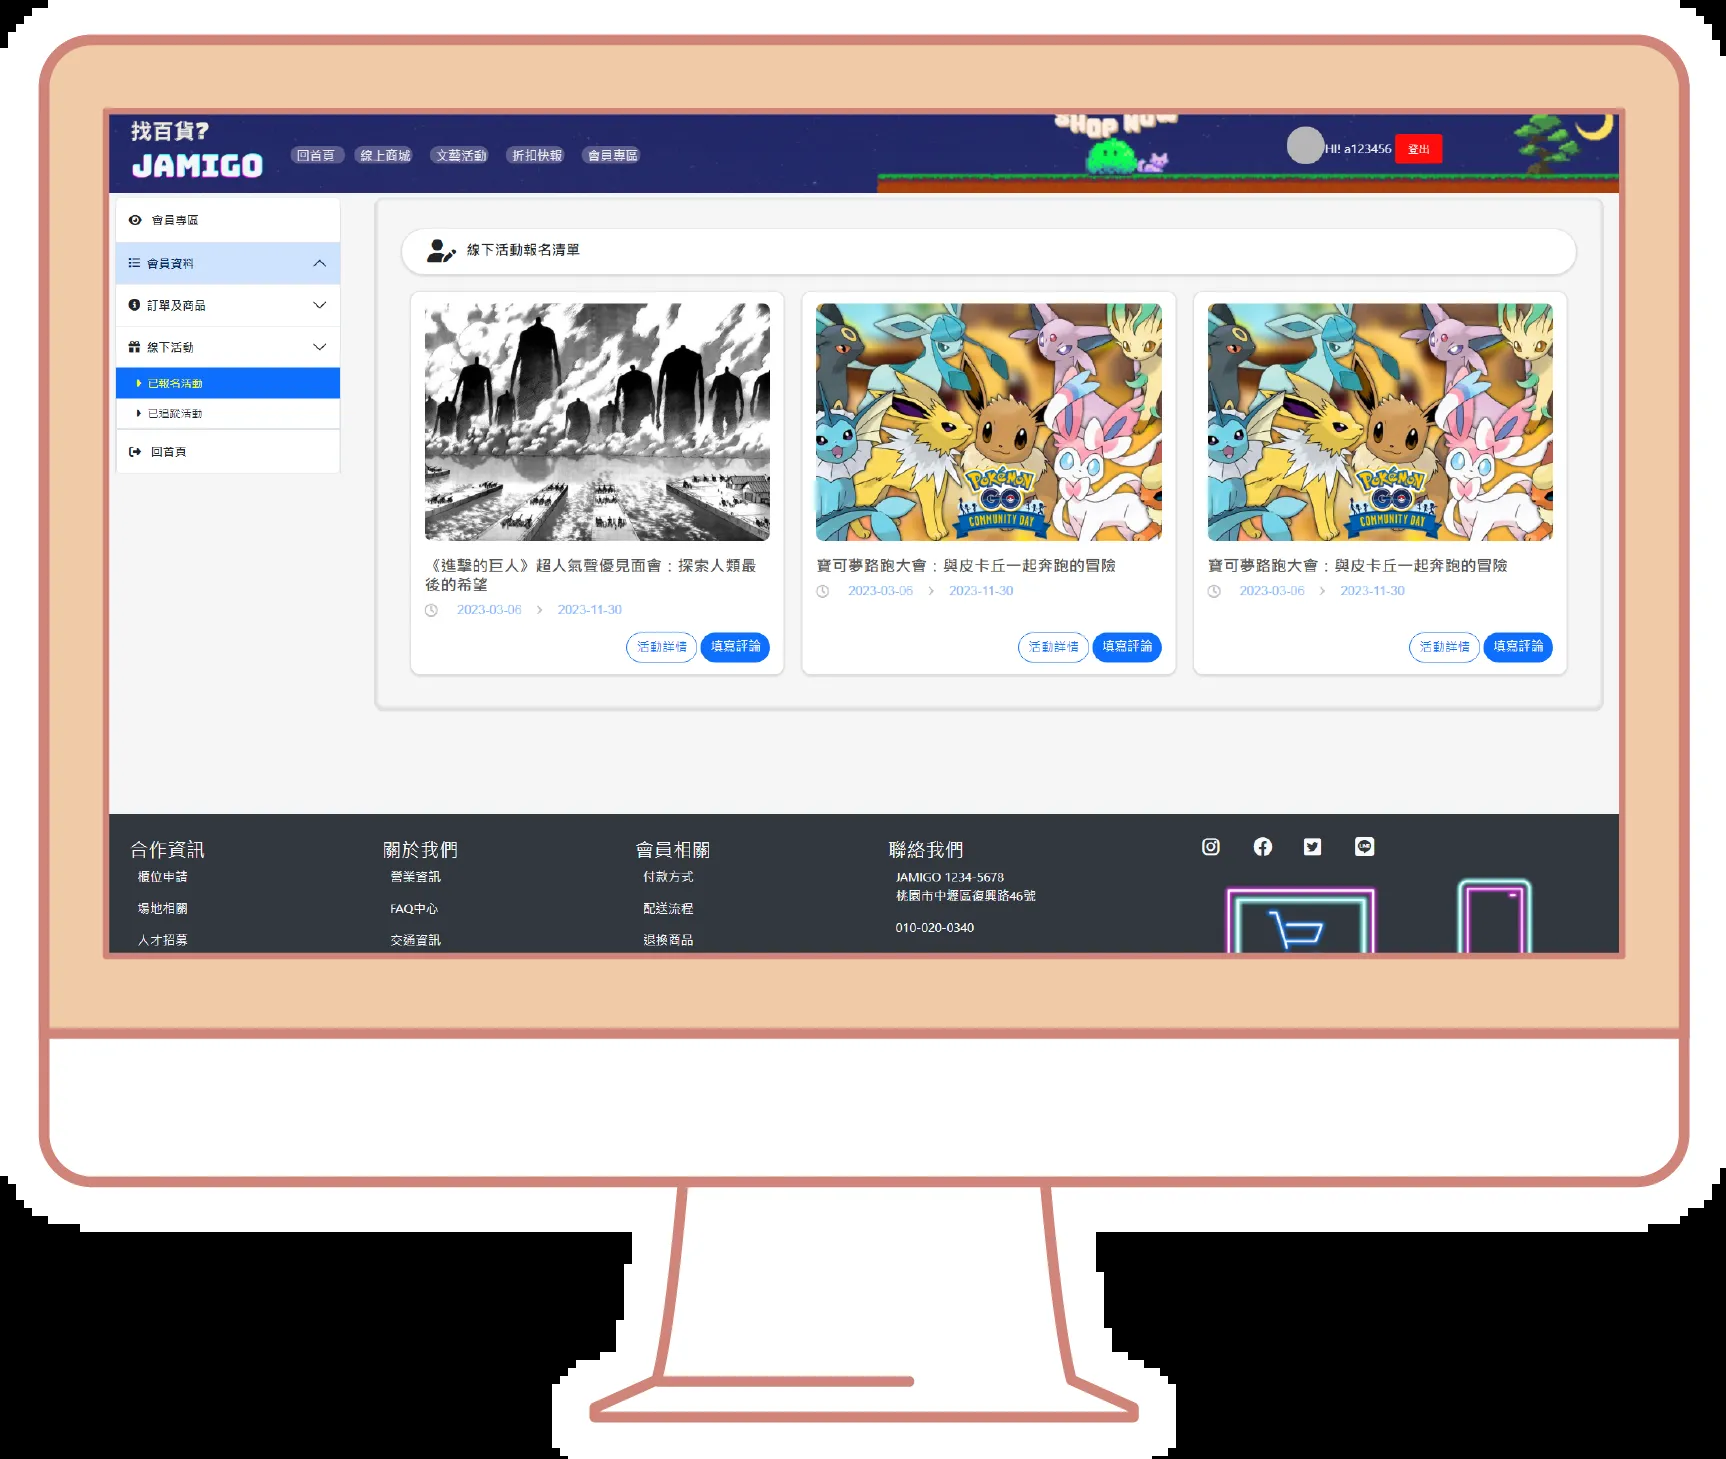 找百貨?
JAMIGO
回首頁
線上商城
文藝活動
折扣快報
會員專區
SHOP NOW
HI! a123456
登出
會員專區
會員資料
訂單及商品
線下活動
已報名活動
已追蹤活動
回首頁
線下活動報名清單
《進擊的巨人》超人氣聲優見面會：探索人類最
後的希望
2023-03-06 > 2023-11-30
活動詳情
填寫評論
POKÉMON
GO
COMMUNITY DAY
寶可夢路跑大會：與皮卡丘一起奔跑的冒險
2023-03-06 > 2023-11-30
活動詳情
填寫評論
POKÉMON
GO
COMMUNITY DAY
寶可夢路跑大會：與皮卡丘一起奔跑的冒險
2023-03-06 > 2023-11-30
活動詳情
填寫評論
合作資訊
櫃位申請
場地相關
人才招募
關於我們
營業資訊
FAQ中心
交通資訊
會員相關
付款方式
配送流程
退換商品
聯絡我們
JAMIGO 1234-5678
桃園市中壢區復興路46號
010-020-0340
LINE